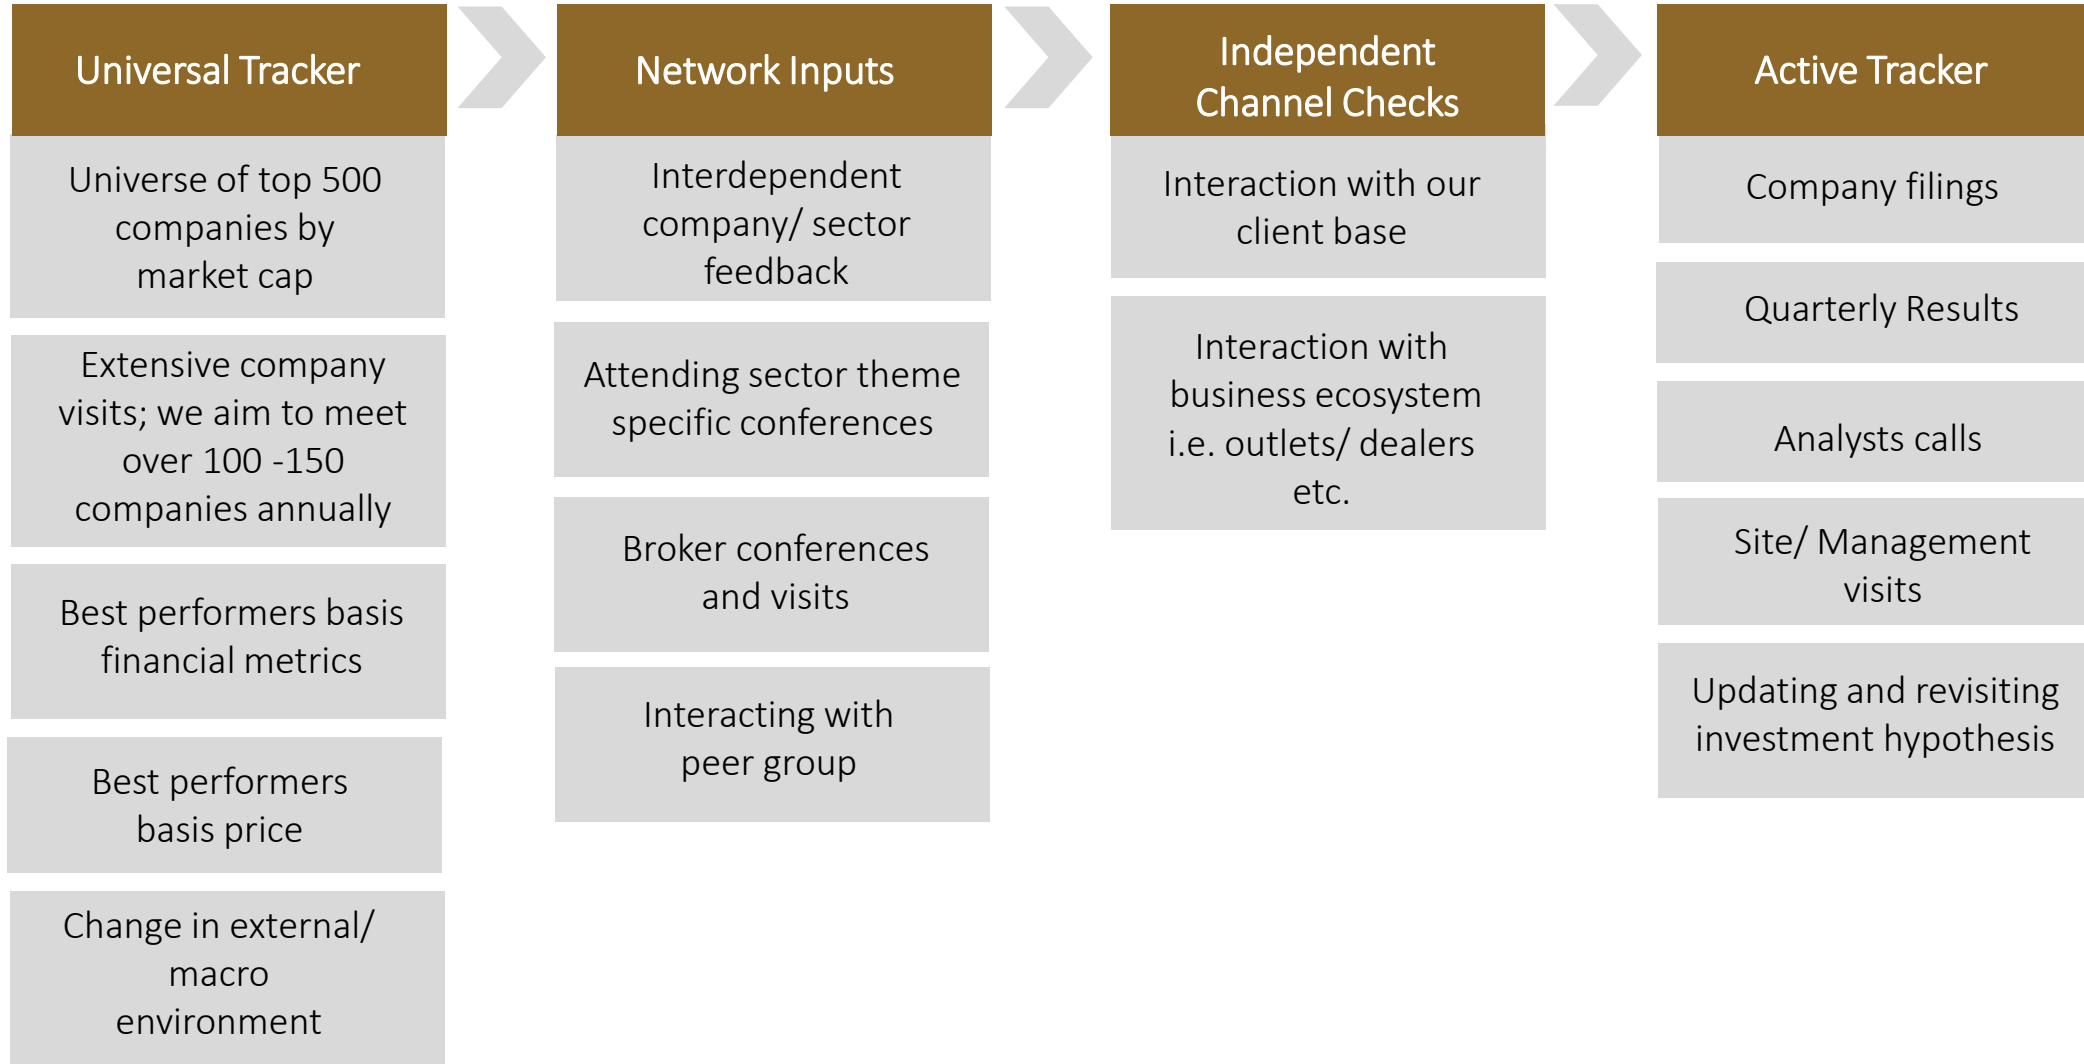 Universal Tracker
Universe of top 500
companies by
market cap
Extensive company
visits; we aim to meet
over 100 -150
companies annually
Best performers basis
financial metrics
Best performers
basis price
Change in external/
macro
environment
Network Inputs
Interdependent
company/ sector
feedback
Attending sector theme
specific conferences
Broker conferences
and visits
Interacting with
peer group
Independent
Channel Checks
Interaction with our
client base
Interaction with
business ecosystem
i.e. outlets/ dealers
etc.
Active Tracker
Company filings
Quarterly Results
Analysts calls
Site/ Management
visits
Updating and revisiting
investment hypothesis